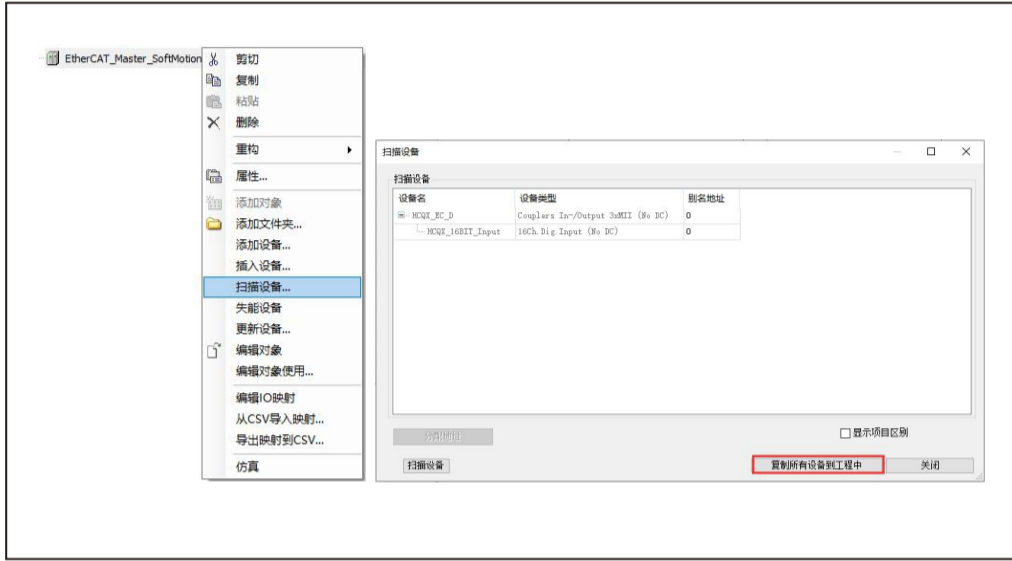 EtherCAT_Master_SoftMotion
剪切
复制
粘贴
删除
重构
属性...
添加对象
添加文件夹...
添加设备...
插入设备...
扫描设备...
失能设备
更新设备...
编辑对象
编辑对象使用...
编辑IO映射
从CSV导入映射...
导出映射到CSV...
仿真
扫描设备
扫描设备
设备名 设备类型 别名地址
HCQX_EC_D Couplers In-/Output 3xMII (No DC) 0
HCQX_16BIT_Input 16Ch.Dig.Input (No DC) 0
分配地址
显示项目区别
扫描设备 复制所有设备到工程中 关闭